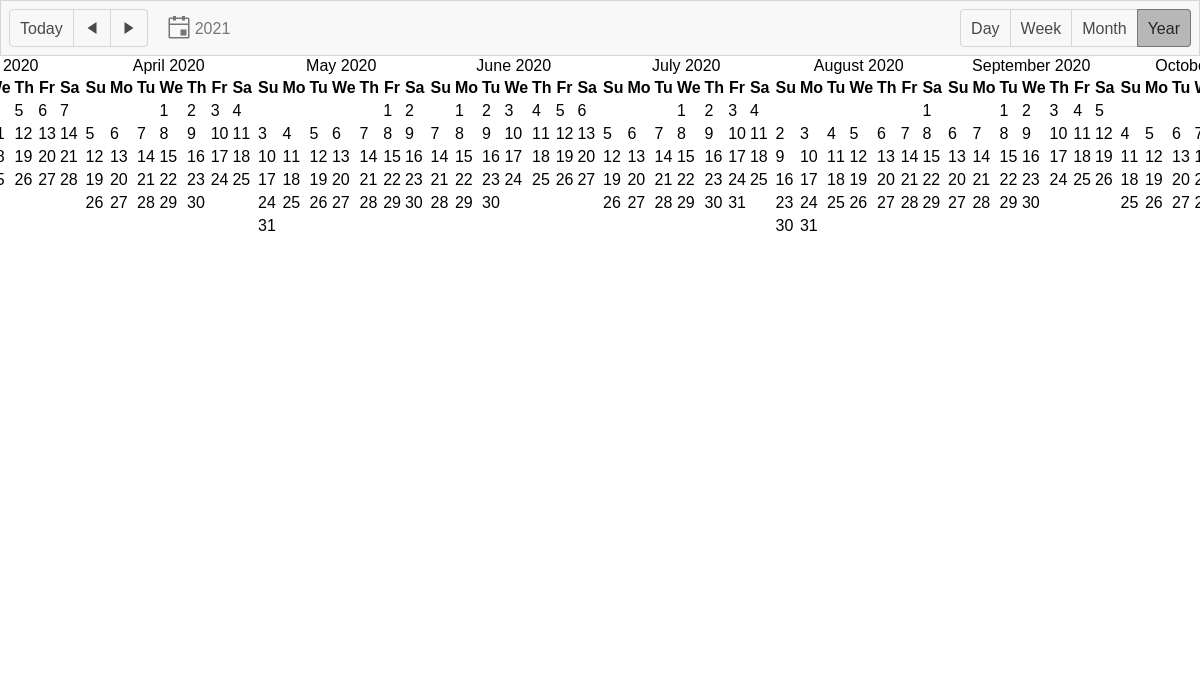 Today 2021 Day Week Month Year
2020 April 2020 May 2020 June 2020 July 2020 August 2020 September 2020
Th Fr Sa Su Mo Tu We Th Fr Sa Su Mo Tu We Th Fr Sa Su Mo Tu We Th Fr Sa Su Mo Tu We Th Fr Sa Su Mo Tu We Th Fr Sa Su Mo Tu We Th Fr Sa Su Mo Tu
5 6 7 1 2 3 4 1 2 1 2 3 4 5 6 1 2 3 4 1 1 2 3 4 5
12 13 14 5 6 7 8 9 10 11 3 4 5 6 7 8 9 7 8 9 10 11 12 13 5 6 7 8 9 10 11 2 3 4 5 6 7 8 6 7 8 9 10 11 12 4 5 6
19 20 21 12 13 14 15 16 17 18 10 11 12 13 14 15 16 14 15 16 17 18 19 20 12 13 14 15 16 17 18 9 10 11 12 13 14 15 13 14 15 16 17 18 19 11 12 13
26 27 28 19 20 21 22 23 24 25 17 18 19 20 21 22 23 21 22 23 24 25 26 27 19 20 21 22 23 24 25 16 17 18 19 20 21 22 20 21 22 23 24 25 26 18 19 20
26 27 28 29 30 24 25 26 27 28 29 30 28 29 30 26 27 28 29 30 31 23 24 25 26 27 28 29 27 28 29 30 25 26 27
31 30 31